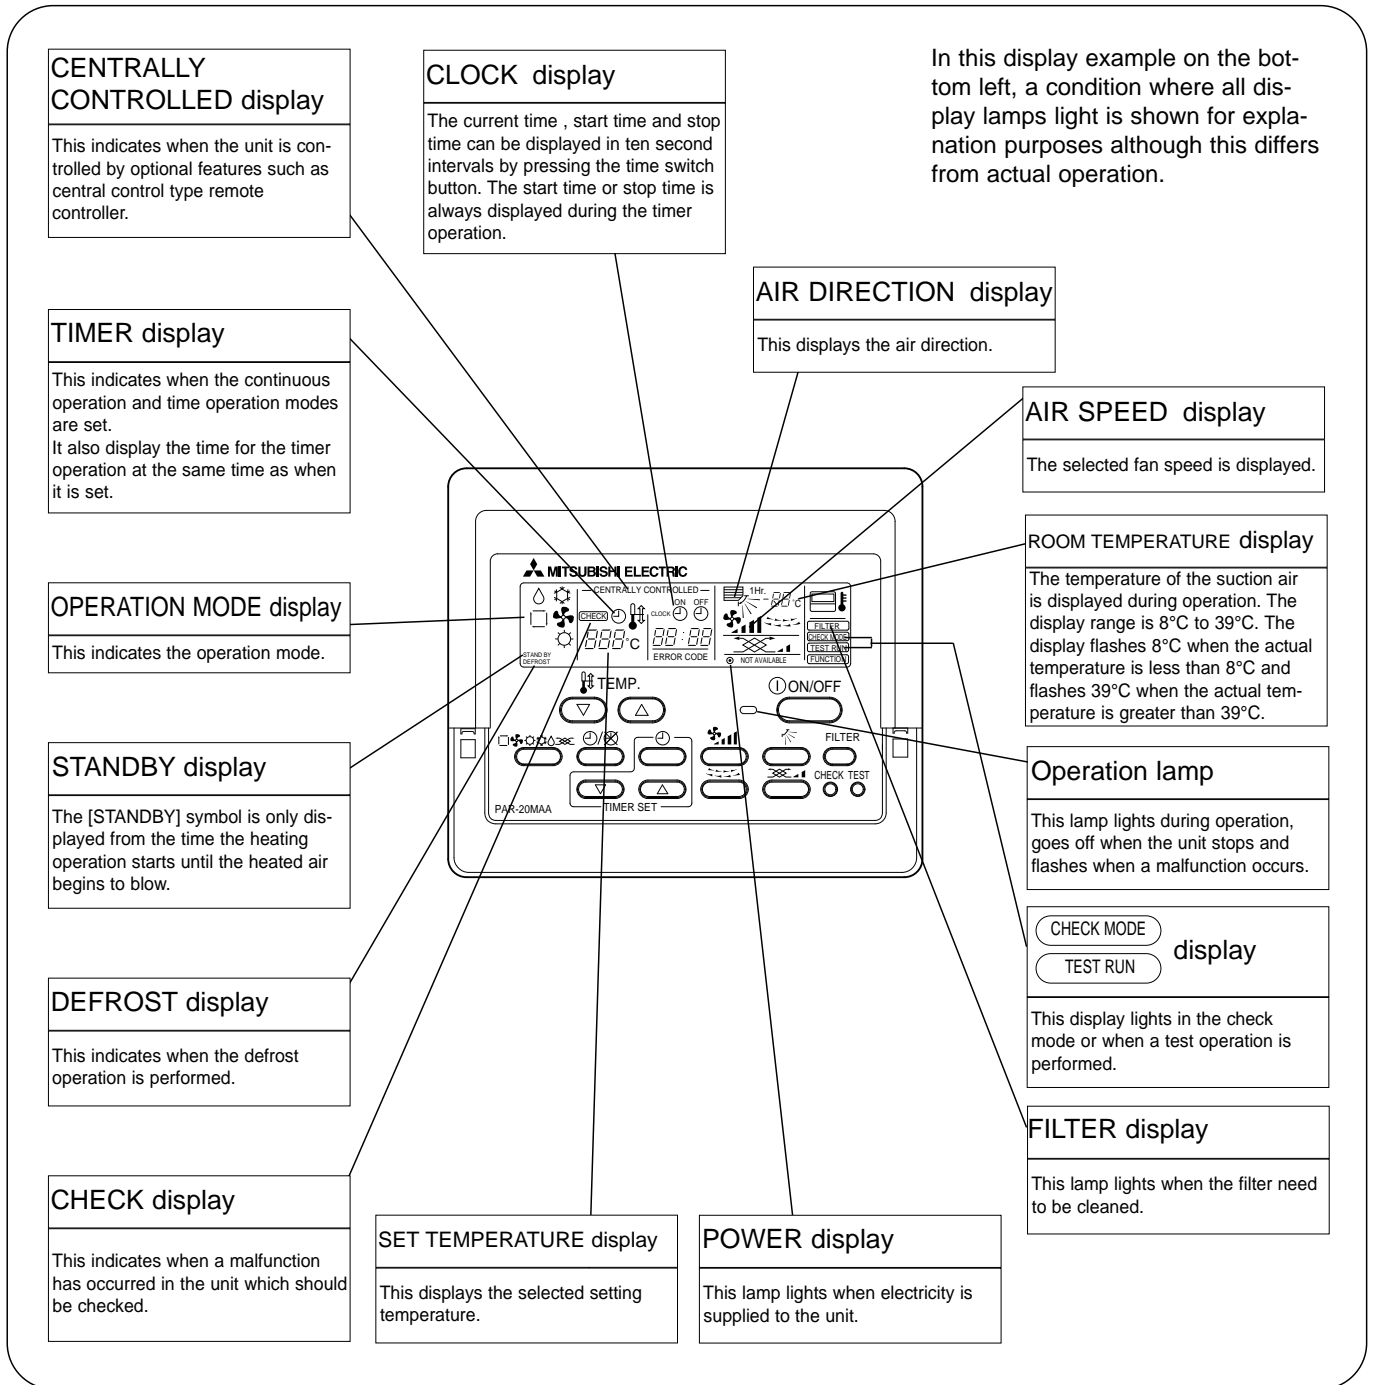 CENTRALLY
CONTROLLED display
This indicates when the unit is con-
trolled by optional features such as
central control type remote
controller.
CLOCK display
The current time , start time and stop
time can be displayed in ten second
intervals by pressing the time switch
button. The start time or stop time is
always displayed during the timer
operation.
In this display example on the bot-
tom left, a condition where all dis-
play lamps light is shown for expla-
nation purposes although this differs
from actual operation.
TIMER display
This indicates when the continuous
operation and time operation modes
are set.
It also display the time for the timer
operation at the same time as when
it is set.
AIR DIRECTION display
This displays the air direction.
AIR SPEED display
The selected fan speed is displayed.
ROOM TEMPERATURE display
The temperature of the suction air
is displayed during operation. The
display range is 8°C to 39°C. The
display flashes 8°C when the actual
temperature is less than 8°C and
flashes 39°C when the actual tem-
perature is greater than 39°C.
OPERATION MODE display
This indicates the operation mode.
STANDBY display
The [STANDBY] symbol is only dis-
played from the time the heating
operation starts until the heated air
begins to blow.
DEFROST display
This indicates when the defrost
operation is performed.
CHECK display
This indicates when a malfunction
has occurred in the unit which should
be checked.
MITSUBISHI ELECTRIC
CENTRALLY CONTROLLED
ON OFF
CLOCK
CHECK
888°C
88:88
ERROR CODE
STAND BY
DEFROST
1Hr.
-88°C
NOT AVAILABLE
FILTER
CHECK MODE
TEST RUN
FUNCTION
TEMP.
ON/OFF
FILTER
CHECK TEST
PAR-20MAA
TIMER SET
Operation lamp
This lamp lights during operation,
goes off when the unit stops and
flashes when a malfunction occurs.
CHECK MODE
TEST RUN
display
This display lights in the check
mode or when a test operation is
performed.
FILTER display
This lamp lights when the filter need
to be cleaned.
SET TEMPERATURE display
This displays the selected setting
temperature.
POWER display
This lamp lights when electricity is
supplied to the unit.